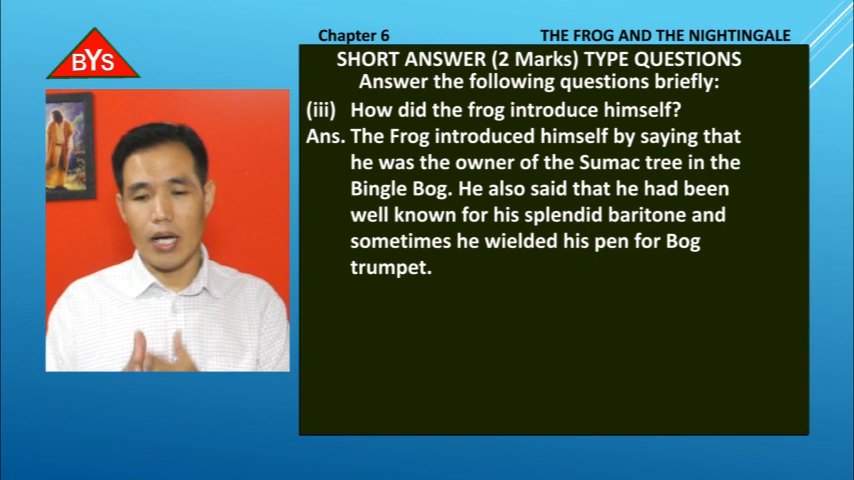 BYS
Chapter 6 THE FROG AND THE NIGHTINGALE
SHORT ANSWER (2 Marks) TYPE QUESTIONS
Answer the following questions briefly:
(iii) How did the frog introduce himself?
Ans. The Frog introduced himself by saying that
he was the owner of the Sumac tree in the
Bingle Bog. He also said that he had been
well known for his splendid baritone and
sometimes he wielded his pen for Bog
trumpet.